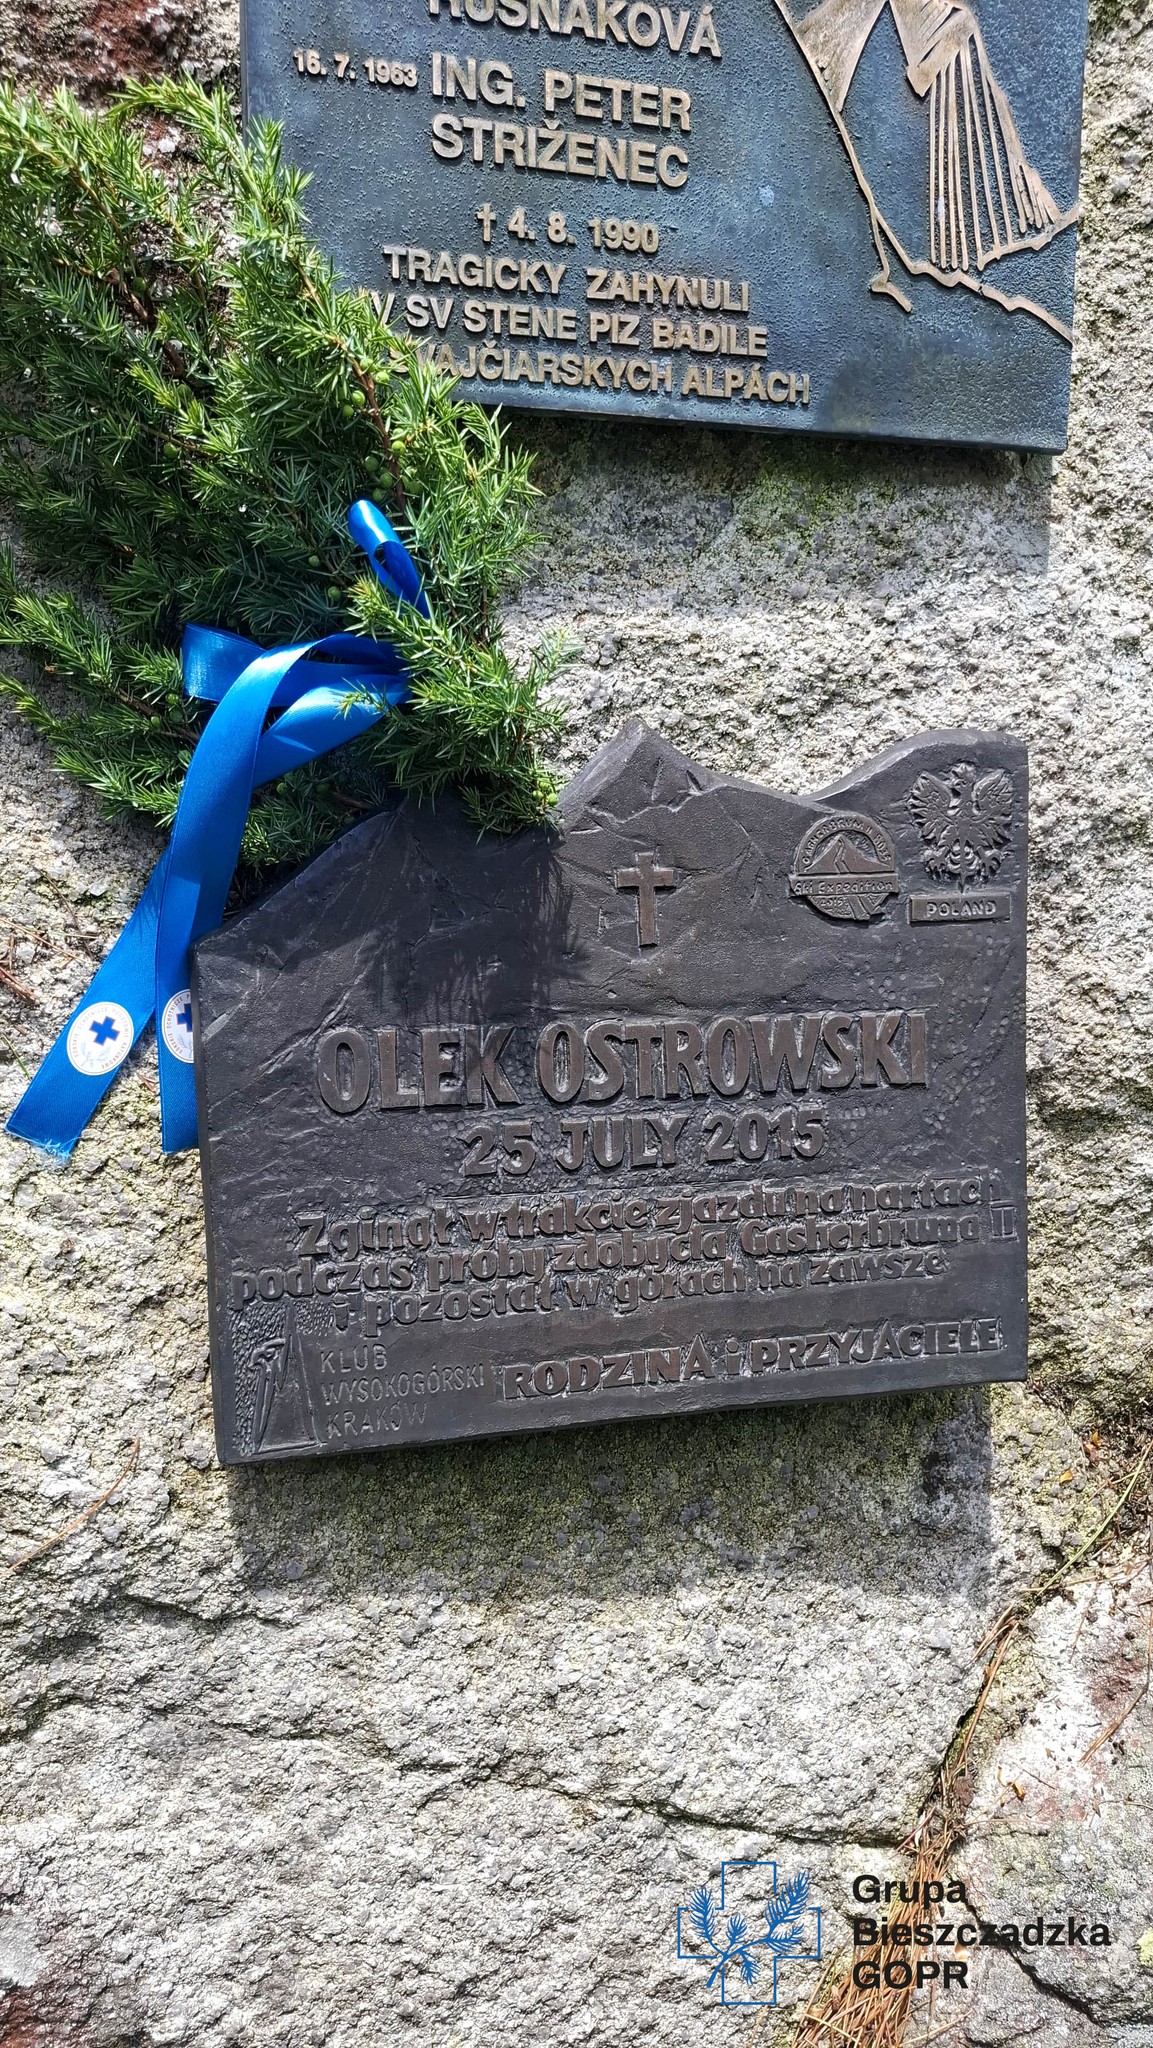 HUSNÁKOVÁ
16. 7. 1963 ING. PETER
STRIŽENEC
† 4. 8. 1990
TRAGICKY ZAHYNULI
V SV STENE PIZ BADILE
ALPÁCH
Ski Expedition
2015
POLAND
OLEK OSTROWSKI
25 JULY 2015
Zginął w trakcie zjazdu na nartach
podczas próby zdobycia Gasherbruma II
i pozostał w górach na zawsze
RODZINA i PRZYJACIELE
KLUB
WYSOKOGÓRSKI
KRAKÓW
Grupa
Bieszczadzka
GOPR